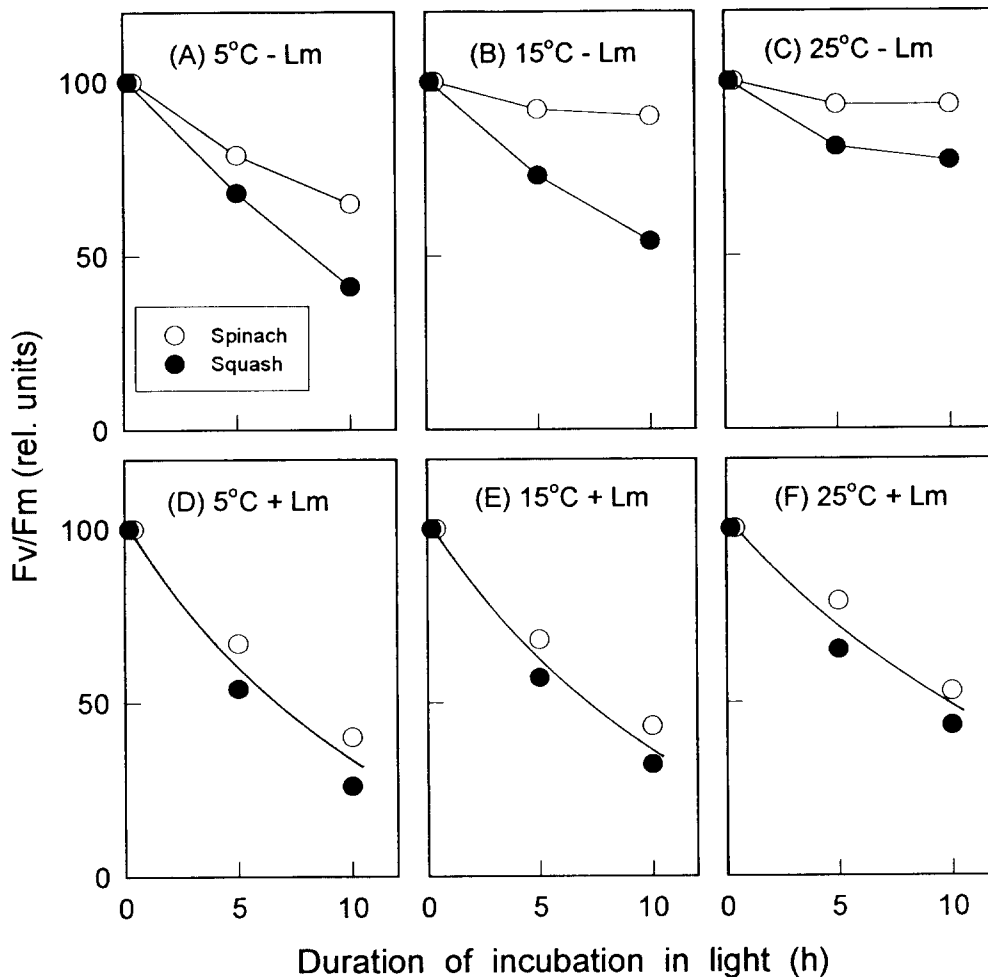 (A) 5°C - Lm
(B) 15°C - Lm
(C) 25°C - Lm
100
50
0
Spinach
Squash
Fv/Fm (rel. units)
(D) 5°C + Lm
(E) 15°C + Lm
(F) 25°C + Lm
100
50
0
0 5 10
0 5 10
0 5 10
Duration of incubation in light (h)